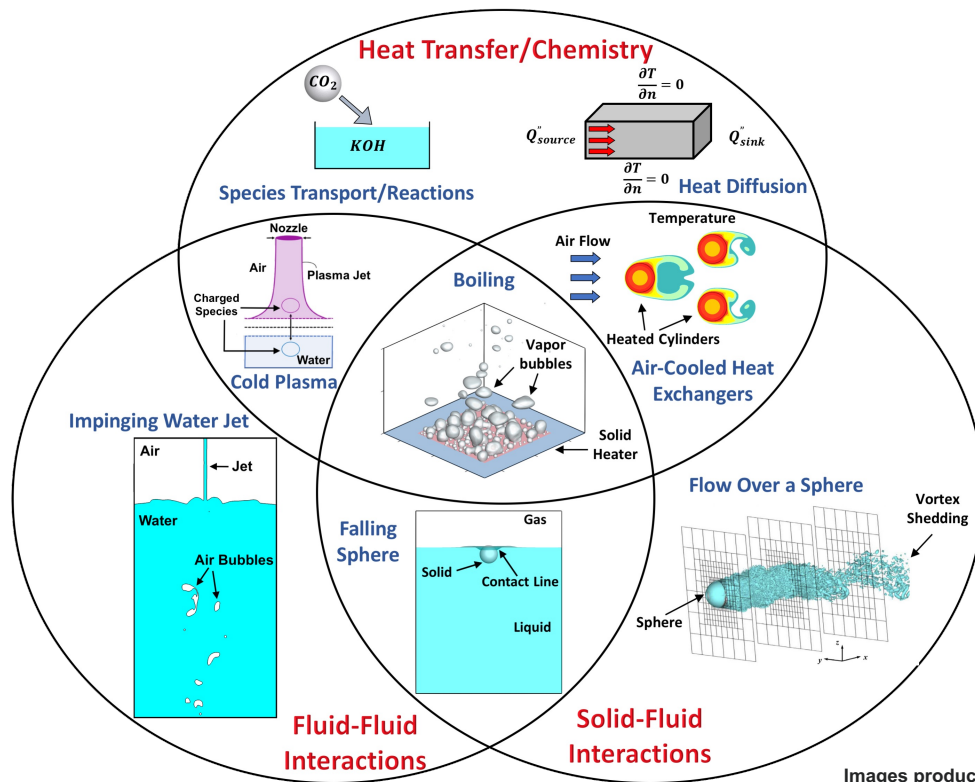 Heat Transfer/Chemistry
CO₂
KOH
Species Transport/Reactions
∂T/∂n = 0
Q"source
Q"sink
∂T/∂n = 0
Heat Diffusion
Nozzle
Air
Plasma Jet
Charged
Species
Water
Cold Plasma
Boiling
Vapor
bubbles
Solid
Heater
Temperature
Air Flow
Heated Cylinders
Air-Cooled Heat
Exchangers
Impinging Water Jet
Air
Jet
Water
Air Bubbles
Falling
Sphere
Gas
Solid
Contact Line
Liquid
Flow Over a Sphere
Vortex
Shedding
Sphere
z
y
x
Fluid-Fluid
Interactions
Solid-Fluid
Interactions
Images produc